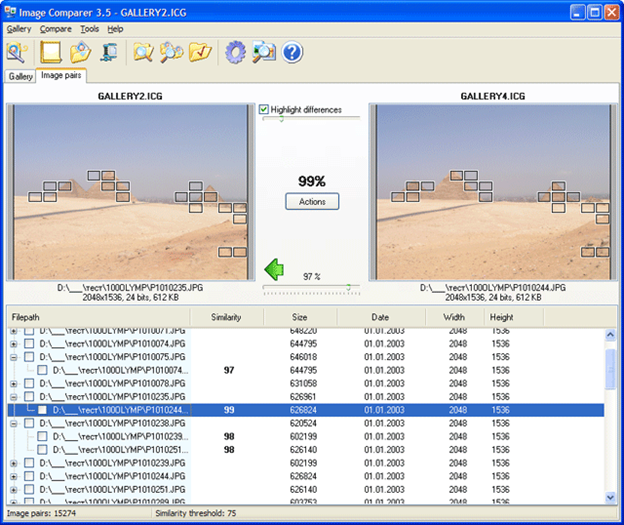 Image Comparer 3.5 - GALLERY2.ICG
Gallery Compare Tools Help
Gallery Image pairs
GALLERY2.ICG
Highlight differences
GALLERY4.ICG
99%
Actions
97 %
D:\___\тест\100OLYMP\P1010235.JPG
2048x1536, 24 bits, 612 KB
D:\___\тест\100OLYMP\P1010244.JPG
2048x1536, 24 bits, 612 KB
Filepath Similarity Size Date Width Height
D:\___\тест\100OLYMP\P1010071.JPG 648220 01.01.2003 2048 1536
D:\___\тест\100OLYMP\P1010074.JPG 644795 01.01.2003 2048 1536
D:\___\тест\100OLYMP\P1010075.JPG 646018 01.01.2003 2048 1536
D:\___\тест\100OLYMP\P1010074... 97 644795 01.01.2003 2048 1536
D:\___\тест\100OLYMP\P1010078.JPG 631058 01.01.2003 2048 1536
D:\___\тест\100OLYMP\P1010235.JPG 626961 01.01.2003 2048 1536
D:\___\тест\100OLYMP\P1010244... 99 626824 01.01.2003 2048 1536
D:\___\тест\100OLYMP\P1010238.JPG 620524 01.01.2003 2048 1536
D:\___\тест\100OLYMP\P1010239... 98 602199 01.01.2003 2048 1536
D:\___\тест\100OLYMP\P1010251... 98 626140 01.01.2003 2048 1536
D:\___\тест\100OLYMP\P1010239.JPG 602199 01.01.2003 2048 1536
D:\___\тест\100OLYMP\P1010244.JPG 626824 01.01.2003 2048 1536
D:\___\тест\100OLYMP\P1010251.JPG 626140 01.01.2003 2048 1536
01.01.2003 2048 1536
Image pairs: 15274 Similarity threshold: 75